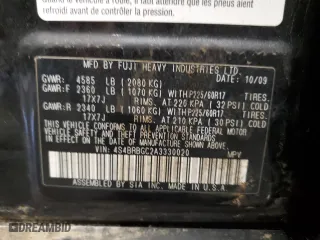 refroidi avant de contrôler la pression.
MFD BY FUJI HEAVY INDUSTRIES LTD. DATE: 10/09
GVWR: 4585 LB (2080 KG)
GAWR:F 2360 LB (1070 KG) WITH P225/60R17 TIRES.
17X7J RIMS. AT 220 KPA (32 PSI) COLD
GAWR:R 2340 LB (1060 KG) WITH P225/60R17 TIRES.
17X7J RIMS. AT 210 KPA (30 PSI) COLD
THIS VEHICLE CONFORMS TO ALL APPLICABLE U.S. FEDERAL MOTOR VEHICLE
SAFETY AND THEFT PREVENTION STANDARDS IN EFFECT ON THE DATE OF MANUFACTURE
SHOWN ABOVE.
VIN: 4S4BRBGC2A3330020 MPV
ASSEMBLED BY SIA MADE IN U.S.A